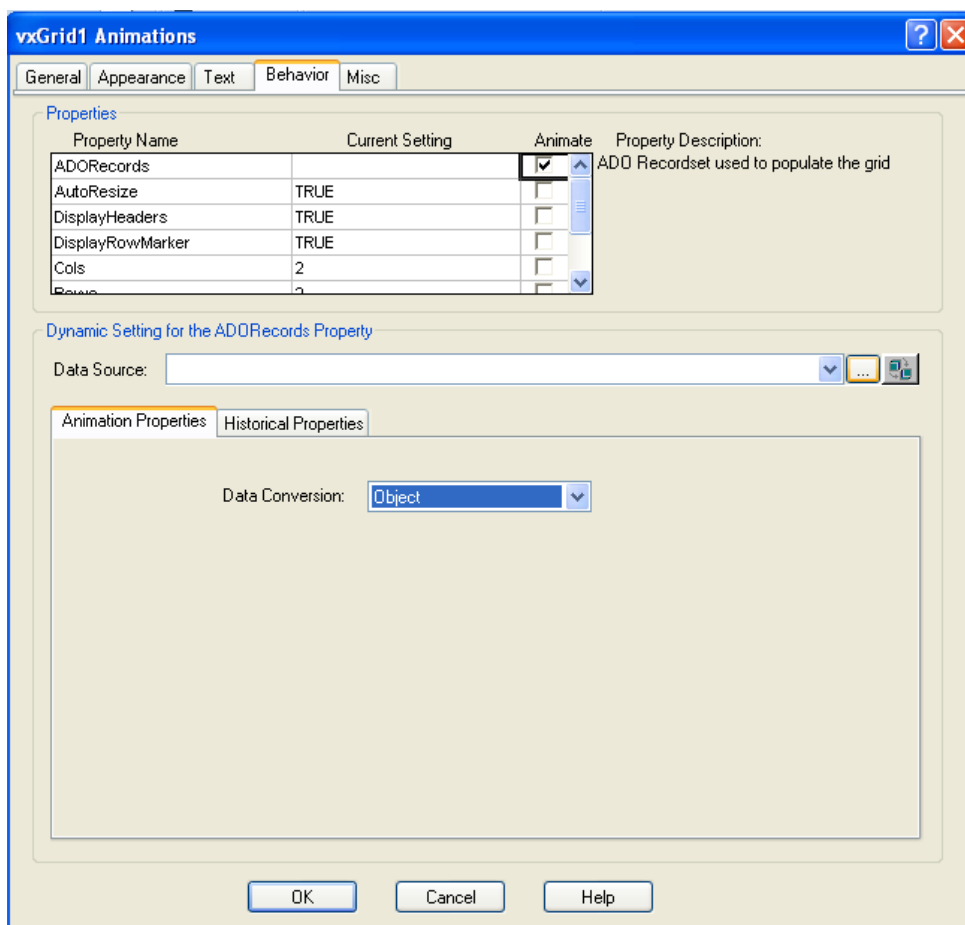 vxGrid1 Animations
General Appearance Text Behavior Misc
Properties
Property Name Current Setting Animate Property Description:
ADORecords ADO Recordset used to populate the grid
AutoResize TRUE
DisplayHeaders TRUE
DisplayRowMarker TRUE
Cols 2
Dynamic Setting for the ADORecords Property
Data Source: ...
Animation Properties Historical Properties
Data Conversion: Object
OK Cancel Help